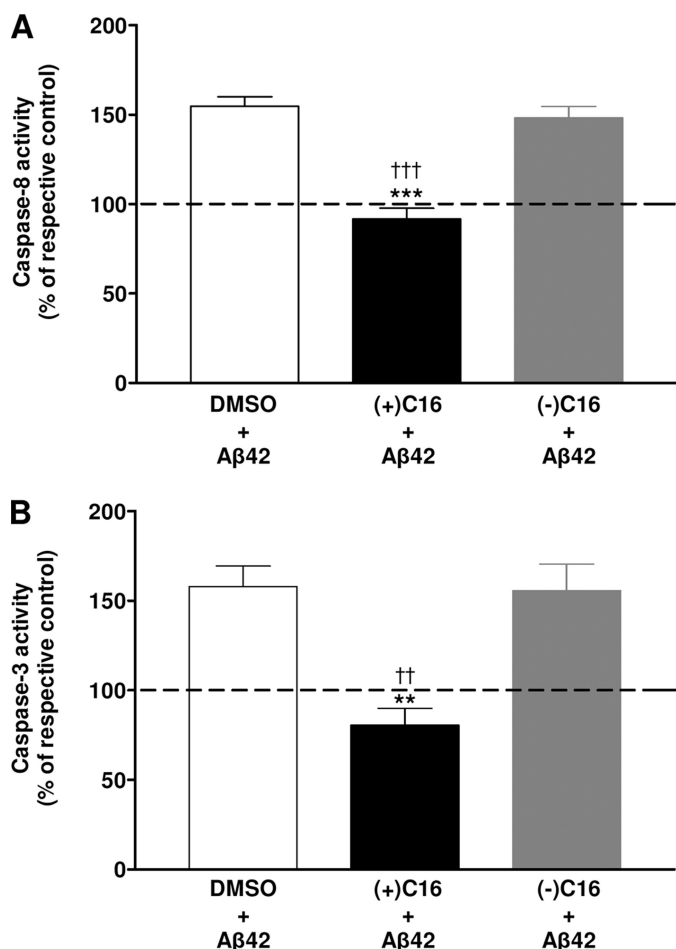 A
Caspase-8 activity
(% of respective control)
200
150
100
50
0
†††
***
DMSO
+
Aβ42
(+)C16
+
Aβ42
(-)C16
+
Aβ42
B
Caspase-3 activity
(% of respective control)
200
150
100
50
0
††
**
DMSO
+
Aβ42
(+)C16
+
Aβ42
(-)C16
+
Aβ42